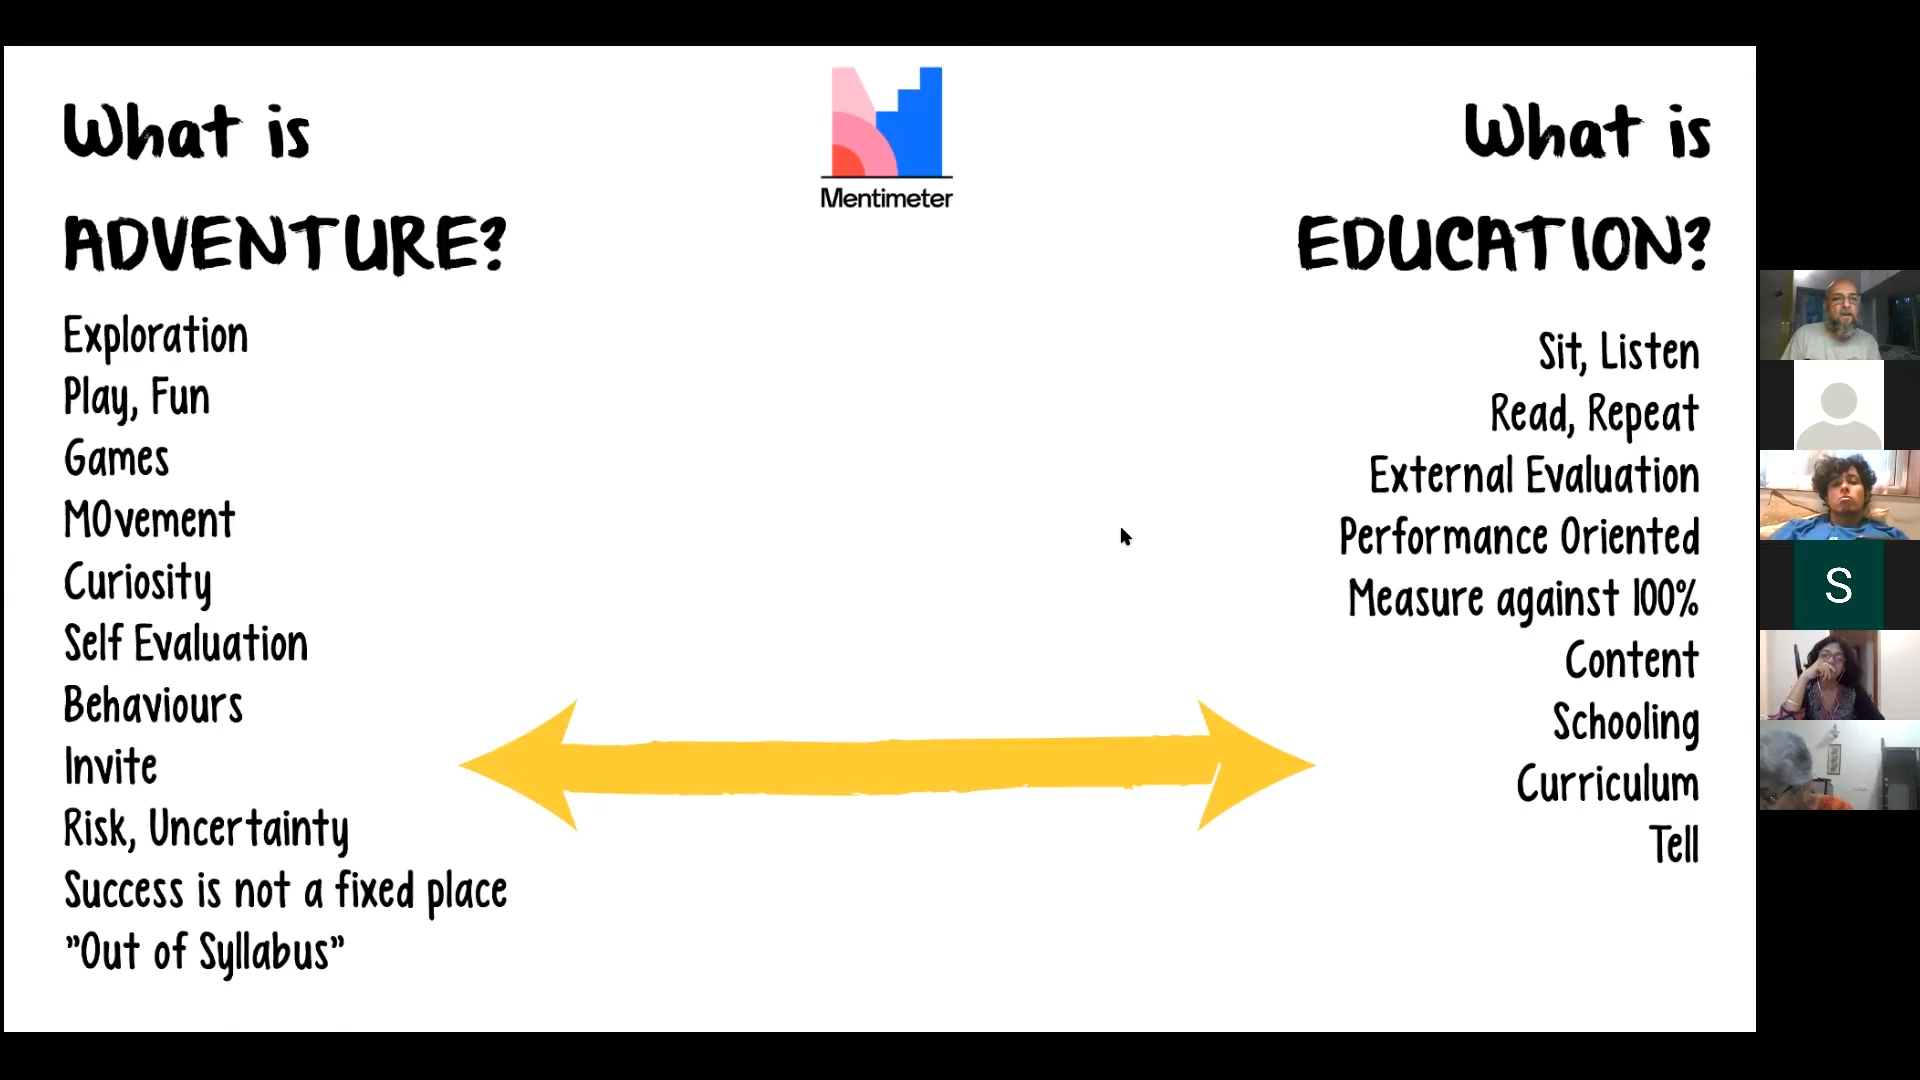 What is
ADVENTURE?
Exploration
Play, Fun
Games
MOvement
Curiosity
Self Evaluation
Behaviours
Invite
Risk, Uncertainty
Success is not a fixed place
”Out of Syllabus”
Mentimeter
What is
EDUCATION?
Sit, Listen
Read, Repeat
External Evaluation
Performance Oriented
Measure against 100%
Content
Schooling
Curriculum
Tell
S